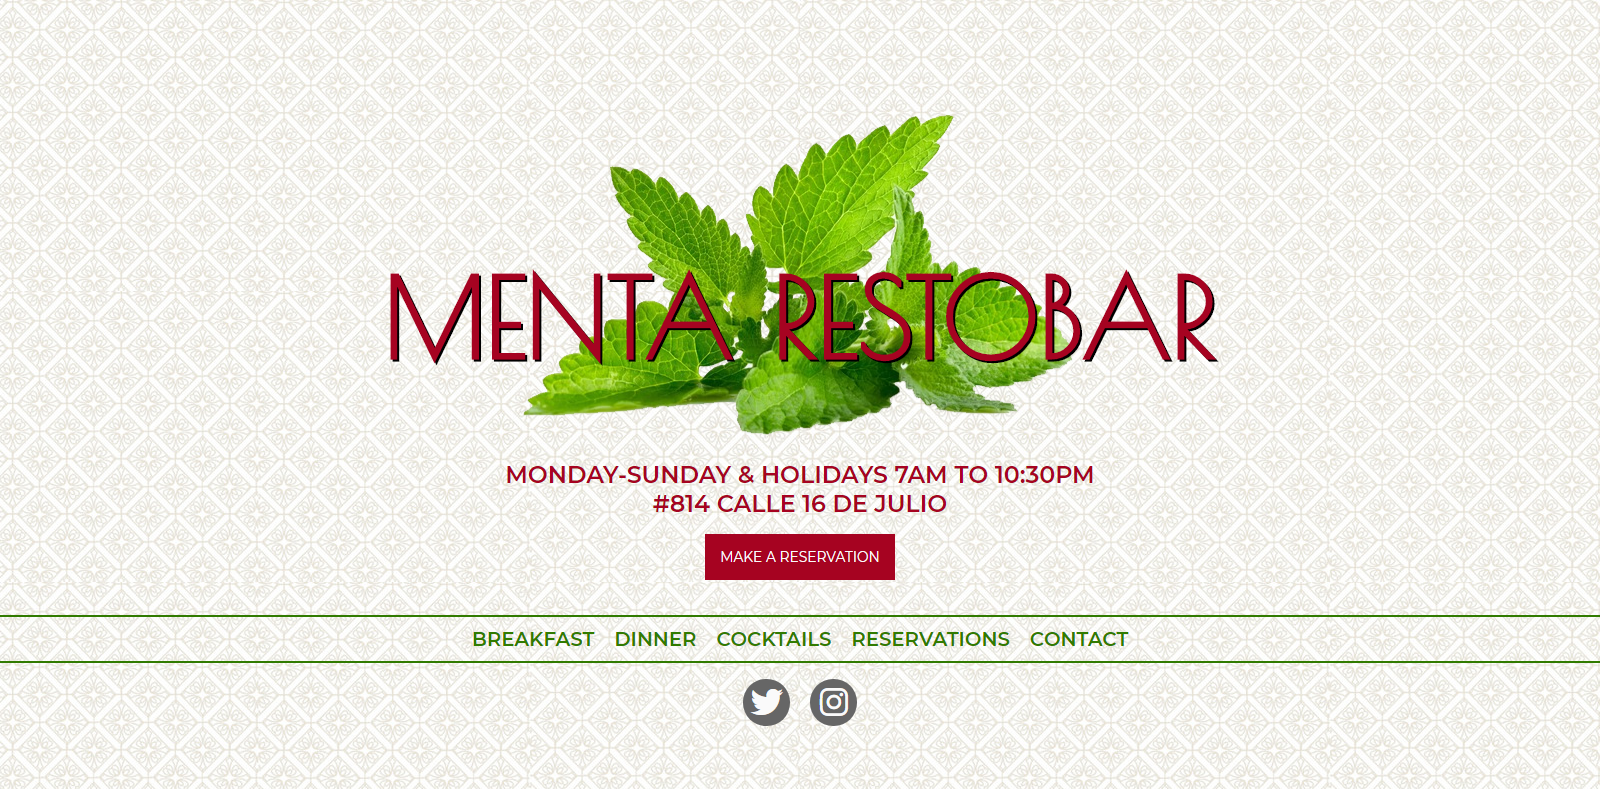 MENTA RESTOBAR
MONDAY-SUNDAY & HOLIDAYS 7AM TO 10:30PM
#814 CALLE 16 DE JULIO
MAKE A RESERVATION
BREAKFAST DINNER COCKTAILS RESERVATIONS CONTACT